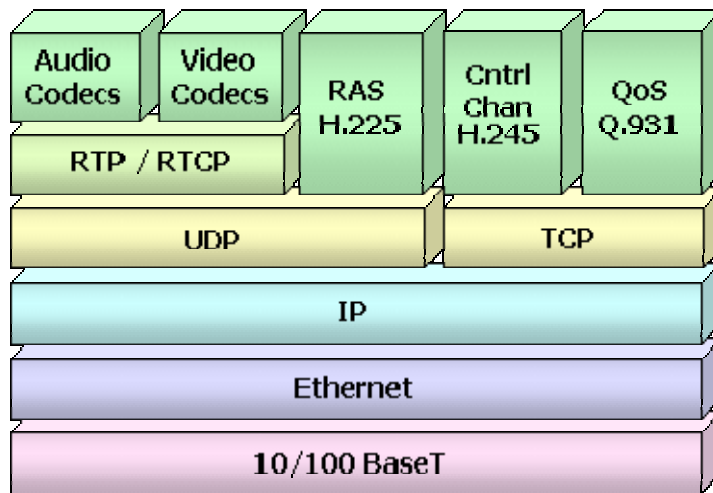 Audio
Codecs
Video
Codecs
RAS
H.225
Cntrl
Chan
H.245
QoS
Q.931
RTP / RTCP
UDP
TCP
IP
Ethernet
10/100 BaseT